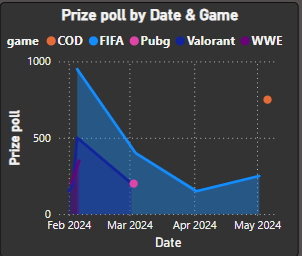 Prize poll by Date & Game
game COD FIFA Pubg Valorant WWE
1000
500
0
Prize poll
Feb 2024 Mar 2024 Apr 2024 May 2024
Date